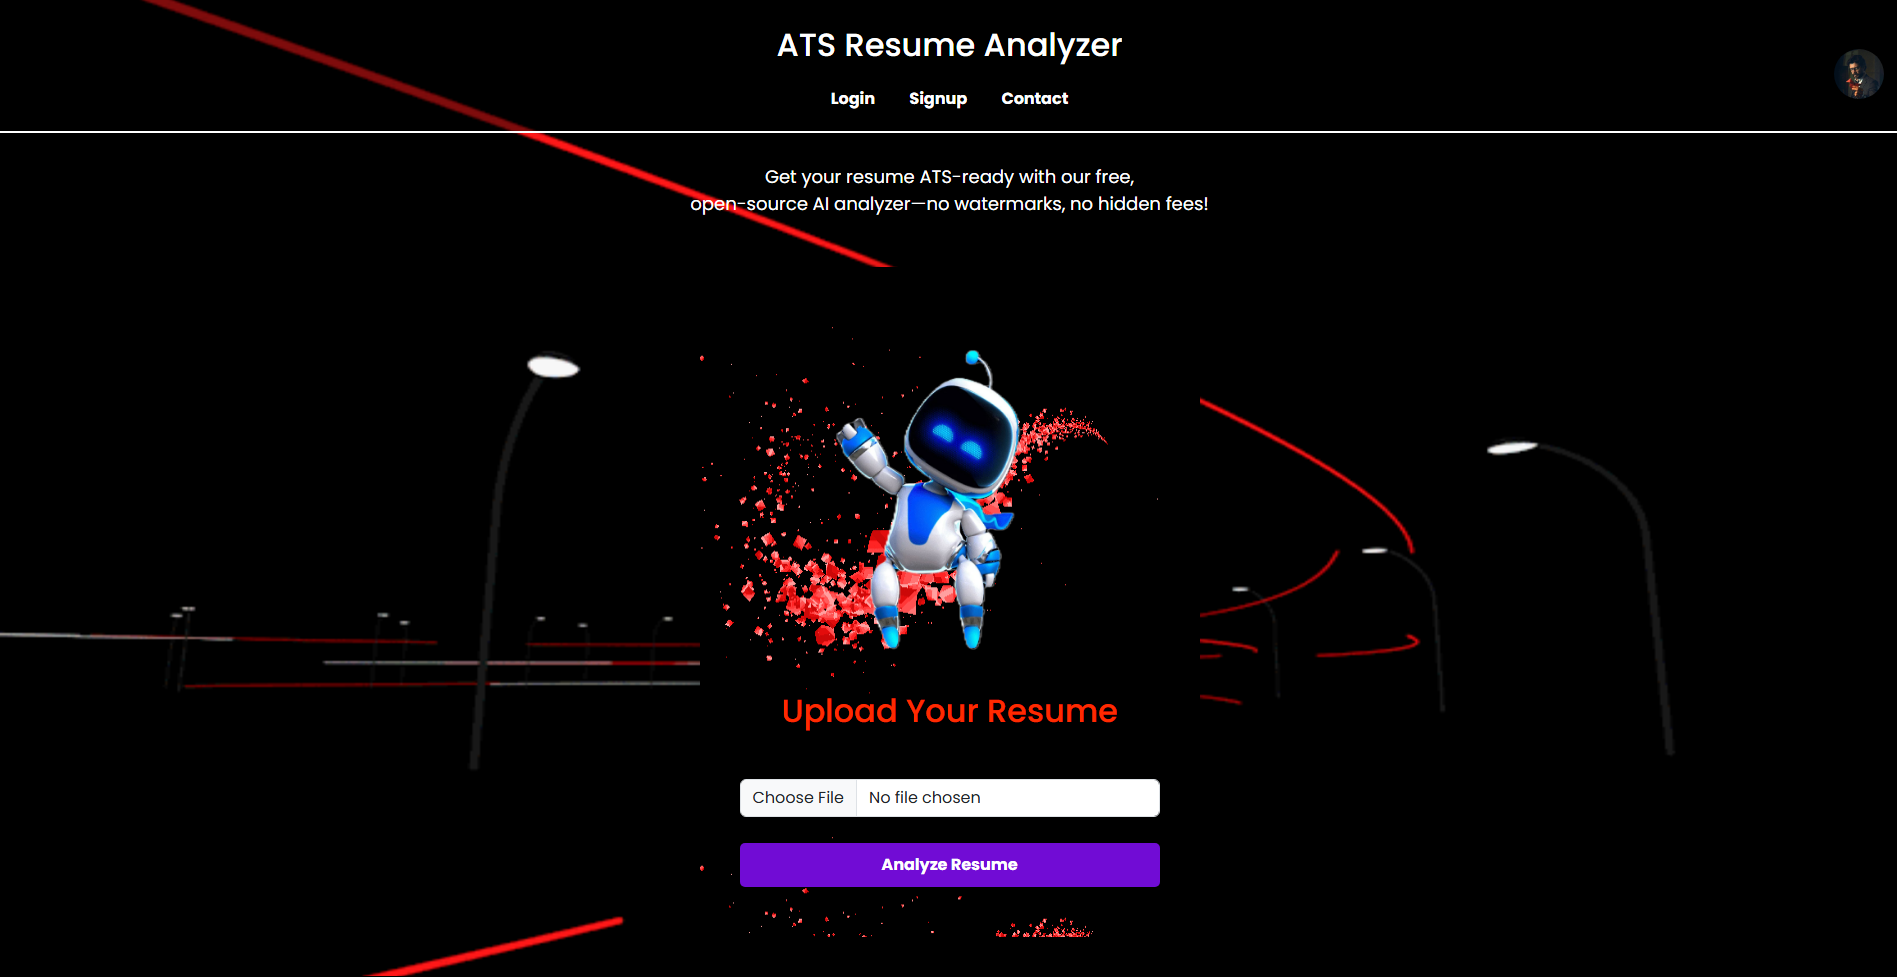 ATS Resume Analyzer
Login Signup Contact
Get your resume ATS-ready with our free,
open-source AI analyzer—no watermarks, no hidden fees!
Upload Your Resume
Choose File No file chosen
Analyze Resume